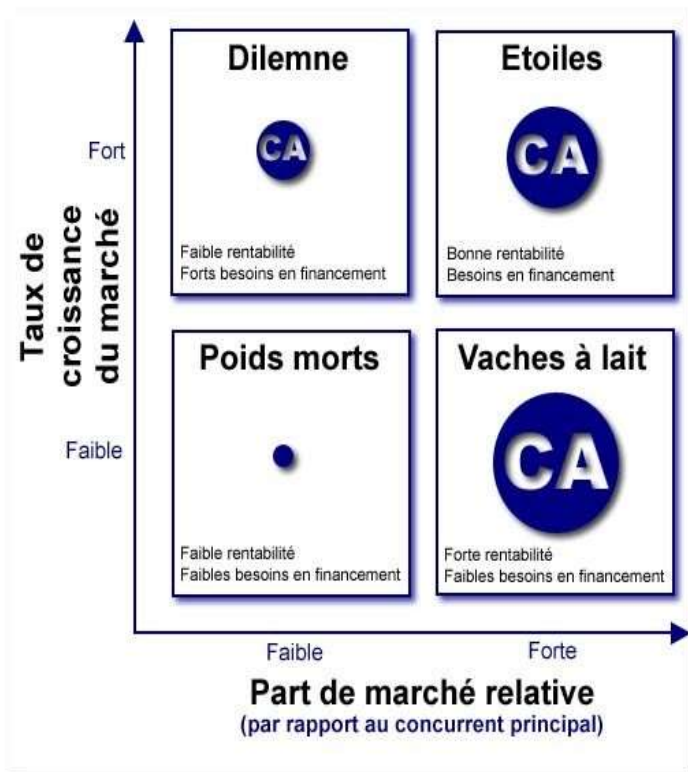 Dilemne
CA
Faible rentabilité
Forts besoins en financement
Etoiles
CA
Bonne rentabilité
Besoins en financement
Fort
Taux de
croissance
du marché
Faible
Poids morts
Faible rentabilité
Faibles besoins en financement
Vaches à lait
CA
Forte rentabilité
Faibles besoins en financement
Faible
Forte
Part de marché relative
(par rapport au concurrent principal)